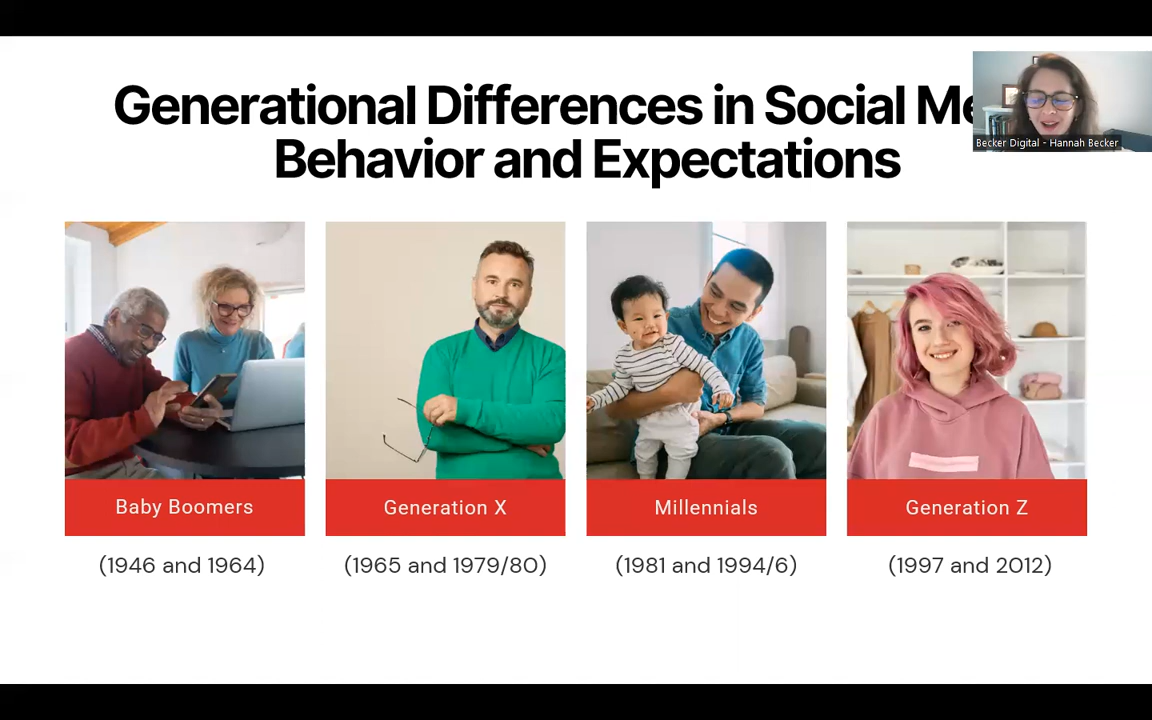 Generational Differences in Social Me
Behavior and Expectations
Becker Digital - Hannah Becker
Baby Boomers
Generation X
Millennials
Generation Z
(1946 and 1964)
(1965 and 1979/80)
(1981 and 1994/6)
(1997 and 2012)